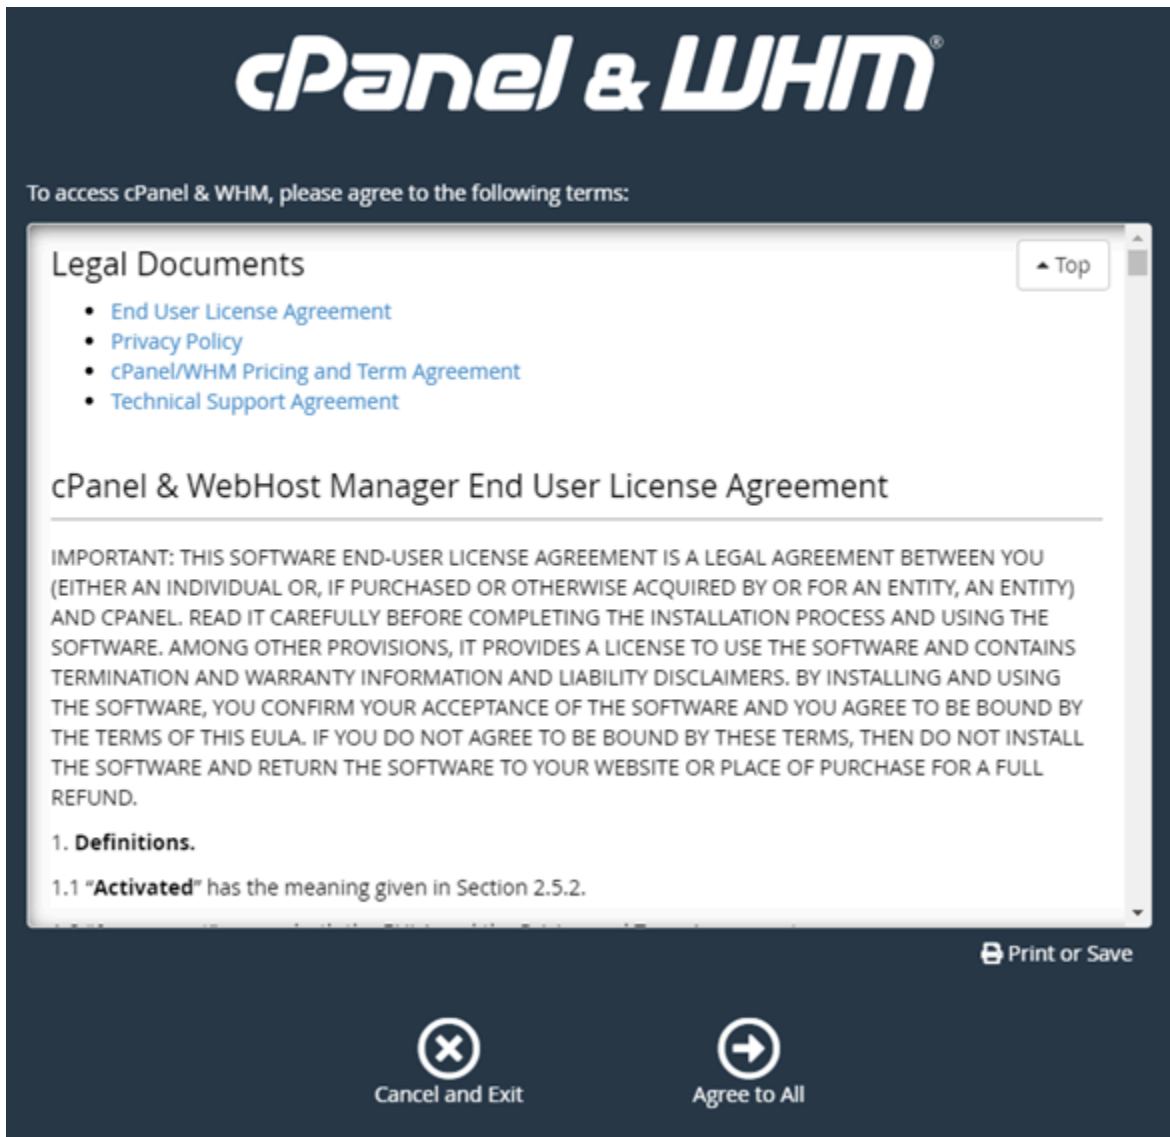 cPanel & WHM®
To access cPanel & WHM, please agree to the following terms:
Legal Documents
Top
End User License Agreement
Privacy Policy
cPanel/WHM Pricing and Term Agreement
Technical Support Agreement
cPanel & WebHost Manager End User License Agreement
IMPORTANT: THIS SOFTWARE END-USER LICENSE AGREEMENT IS A LEGAL AGREEMENT BETWEEN YOU
(EITHER AN INDIVIDUAL OR, IF PURCHASED OR OTHERWISE ACQUIRED BY OR FOR AN ENTITY, AN ENTITY)
AND CPANEL. READ IT CAREFULLY BEFORE COMPLETING THE INSTALLATION PROCESS AND USING THE
SOFTWARE. AMONG OTHER PROVISIONS, IT PROVIDES A LICENSE TO USE THE SOFTWARE AND CONTAINS
TERMINATION AND WARRANTY INFORMATION AND LIABILITY DISCLAIMERS. BY INSTALLING AND USING
THE SOFTWARE, YOU CONFIRM YOUR ACCEPTANCE OF THE SOFTWARE AND YOU AGREE TO BE BOUND BY
THE TERMS OF THIS EULA. IF YOU DO NOT AGREE TO BE BOUND BY THESE TERMS, THEN DO NOT INSTALL
THE SOFTWARE AND RETURN THE SOFTWARE TO YOUR WEBSITE OR PLACE OF PURCHASE FOR A FULL
REFUND.
1. Definitions.
1.1 “Activated” has the meaning given in Section 2.5.2.
Print or Save
Cancel and Exit
Agree to All